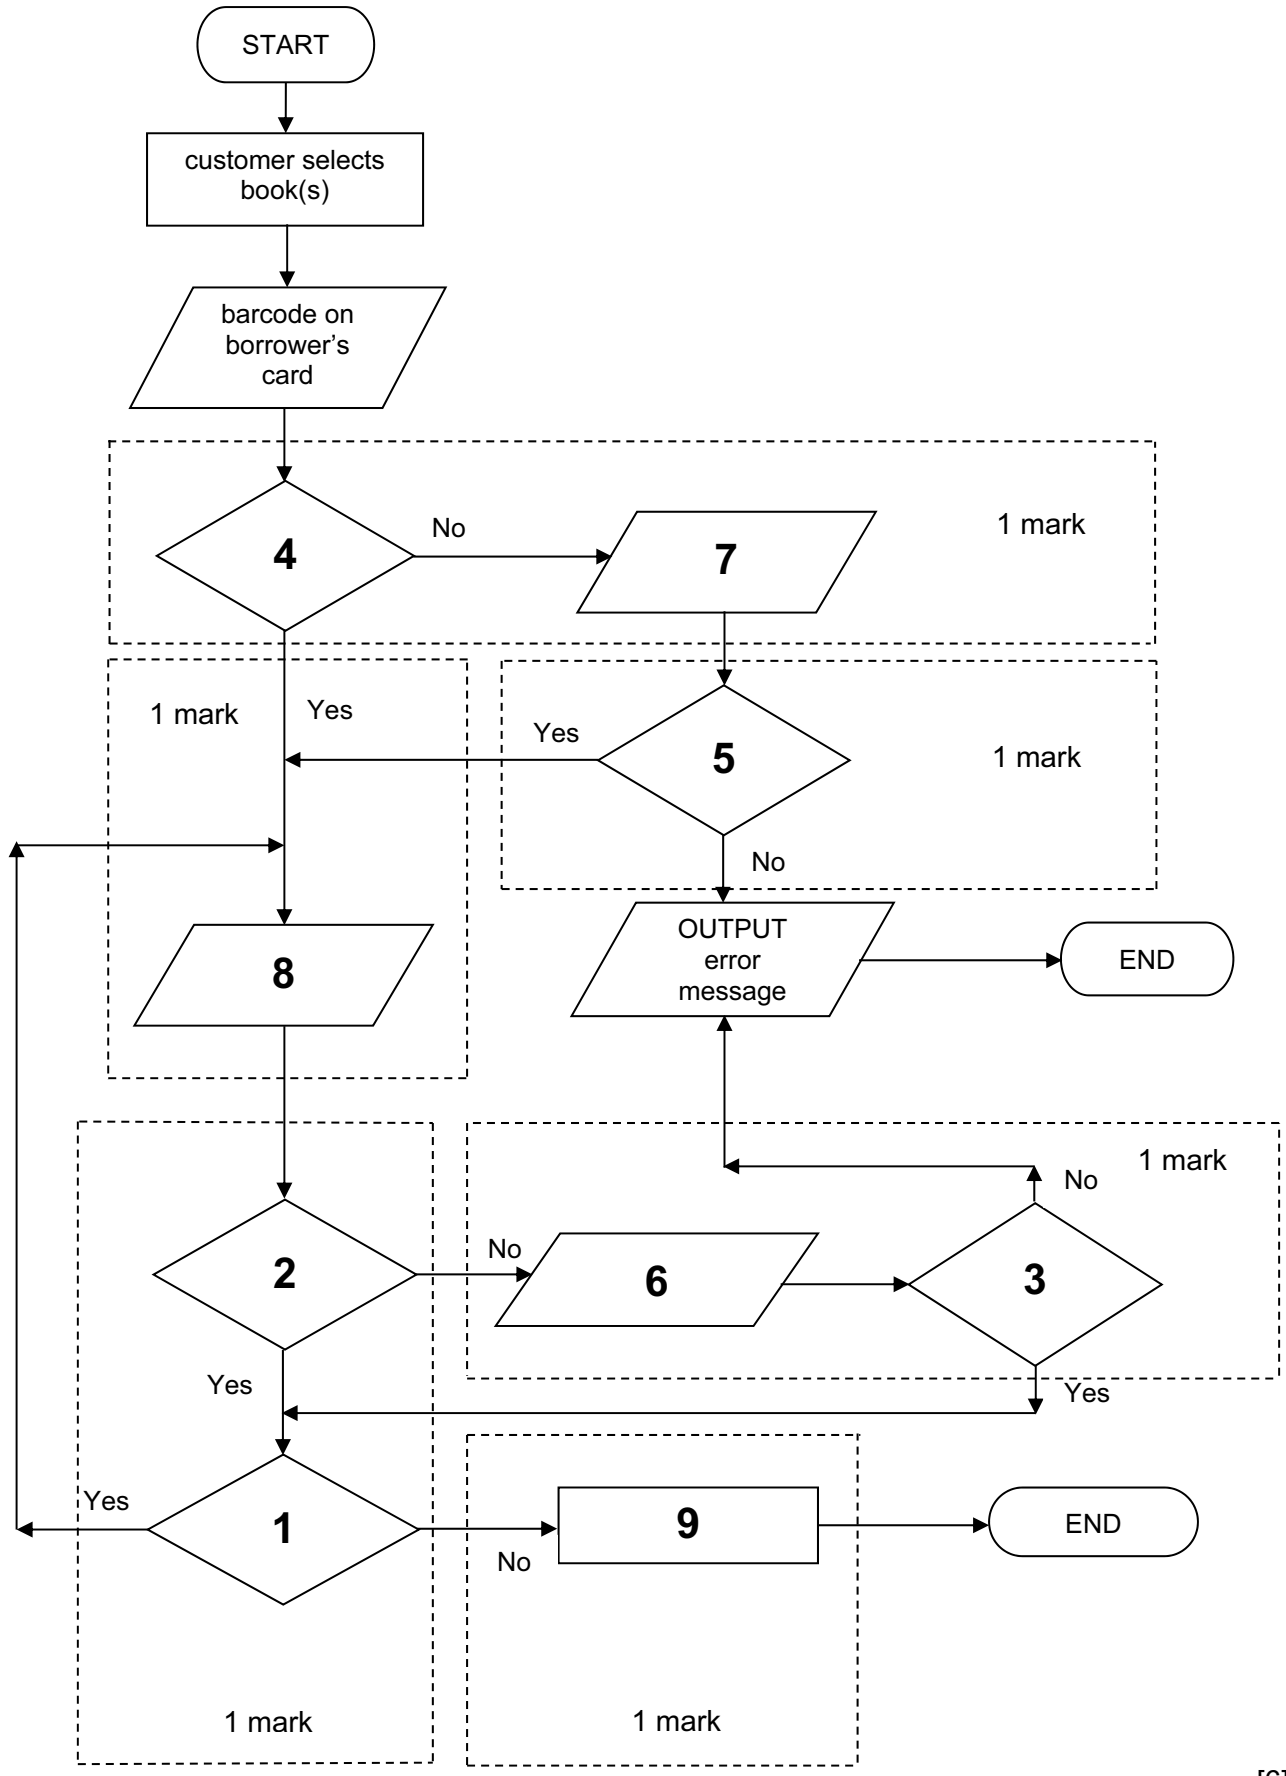 START
customer selects
book(s)
barcode on
borrower's
card
4
No
7
1 mark
1 mark
Yes
Yes
5
1 mark
No
8
OUTPUT
error
message
END
1 mark
No
2
No
6
3
Yes
Yes
Yes
1
No
9
END
1 mark
1 mark